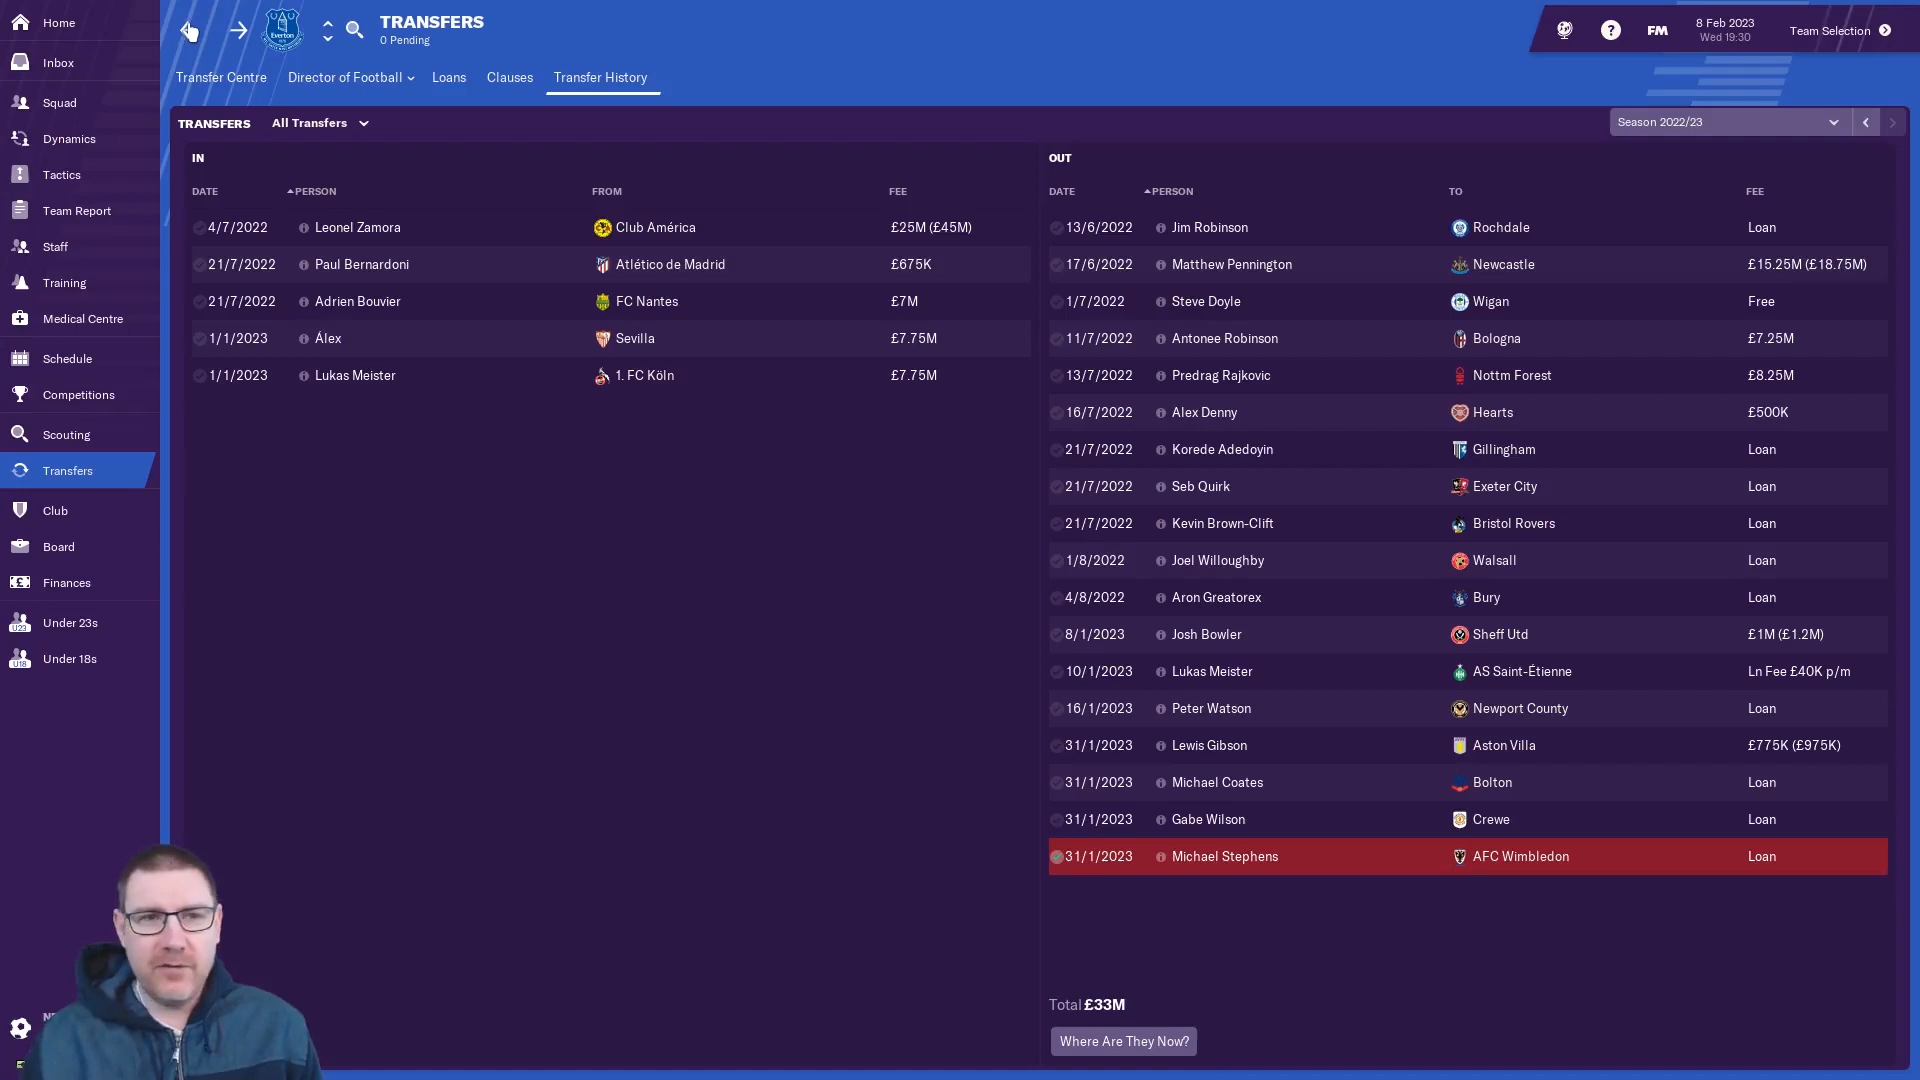 Home
Inbox
Squad
Dynamics
Tactics
Team Report
Staff
Training
Medical Centre
Schedule
Competitions
Scouting
Transfers
Club
Board
Finances
U23 Under 23s
U18 Under 18s
Everton
TRANSFERS
0 Pending
? FM
8 Feb 2023
Wed 19:30
Team Selection
Transfer Centre Director of Football Loans Clauses Transfer History
TRANSFERS All Transfers Season 2022/23
IN
DATE PERSON FROM FEE
4/7/2022 Leonel Zamora Club América £25M (£45M)
21/7/2022 Paul Bernardoni Atlético de Madrid £675K
21/7/2022 Adrien Bouvier FC Nantes £7M
1/1/2023 Álex Sevilla £7.75M
1/1/2023 Lukas Meister 1. FC Köln £7.75M
OUT
DATE PERSON TO FEE
13/6/2022 Jim Robinson Rochdale Loan
17/6/2022 Matthew Pennington Newcastle £15.25M (£18.75M)
1/7/2022 Steve Doyle Wigan Free
11/7/2022 Antonee Robinson Bologna £7.25M
13/7/2022 Predrag Rajkovic Nottm Forest £8.25M
16/7/2022 Alex Denny Hearts £500K
21/7/2022 Korede Adedoyin Gillingham Loan
21/7/2022 Seb Quirk Exeter City Loan
21/7/2022 Kevin Brown-Clift Bristol Rovers Loan
1/8/2022 Joel Willoughby Walsall Loan
4/8/2022 Aron Greatorex Bury Loan
8/1/2023 Josh Bowler Sheff Utd £1M (£1.2M)
10/1/2023 Lukas Meister AS Saint-Étienne Ln Fee £40K p/m
16/1/2023 Peter Watson Newport County Loan
31/1/2023 Lewis Gibson Aston Villa £775K (£975K)
31/1/2023 Michael Coates Bolton Loan
31/1/2023 Gabe Wilson Crewe Loan
31/1/2023 Michael Stephens AFC Wimbledon Loan
Total £33M
Where Are They Now?